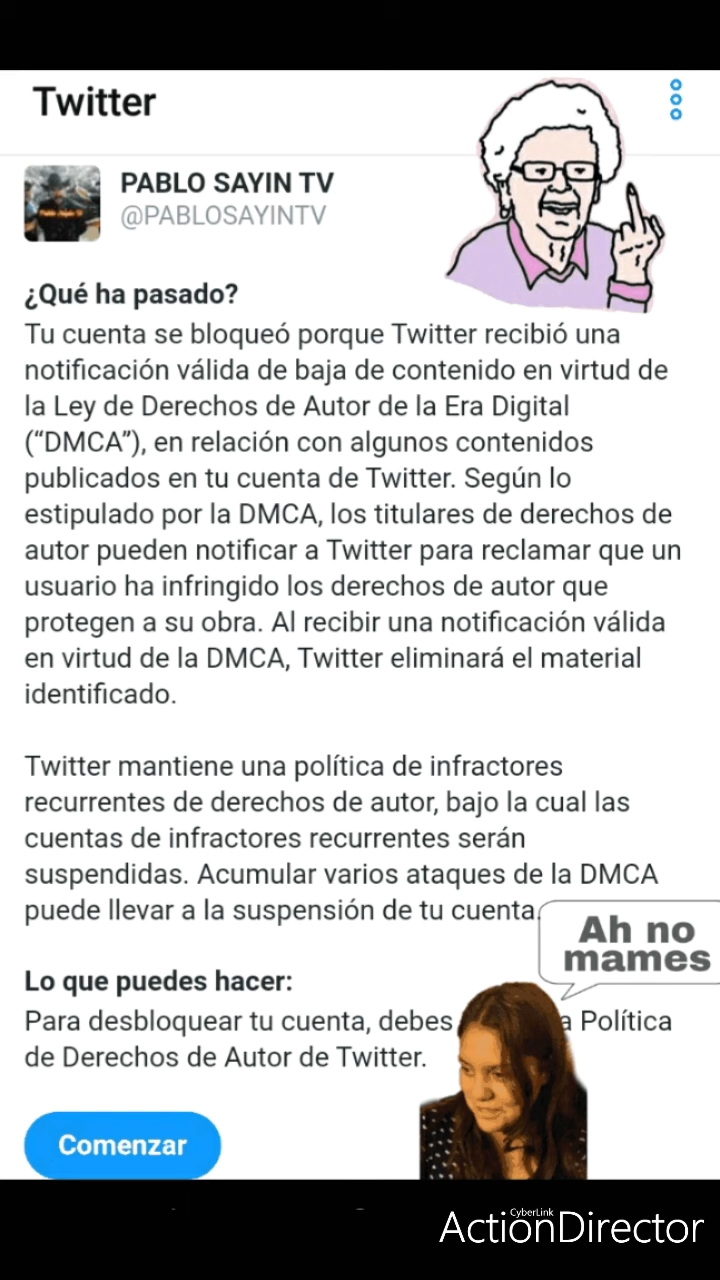 Twitter
PABLO SAYIN TV
@PABLOSAYINTV
¿Qué ha pasado?
Tu cuenta se bloqueó porque Twitter recibió una
notificación válida de baja de contenido en virtud de
la Ley de Derechos de Autor de la Era Digital
(“DMCA”), en relación con algunos contenidos
publicados en tu cuenta de Twitter. Según lo
estipulado por la DMCA, los titulares de derechos de
autor pueden notificar a Twitter para reclamar que un
usuario ha infringido los derechos de autor que
protegen a su obra. Al recibir una notificación válida
en virtud de la DMCA, Twitter eliminará el material
identificado.
Twitter mantiene una política de infractores
recurrentes de derechos de autor, bajo la cual las
cuentas de infractores recurrentes serán
suspendidas. Acumular varios ataques de la DMCA
puede llevar a la suspensión de tu cuenta.
Ah no
mames
Lo que puedes hacer:
Para desbloquear tu cuenta, debes a Política
de Derechos de Autor de Twitter.
Comenzar
CyberLink
ActionDirector